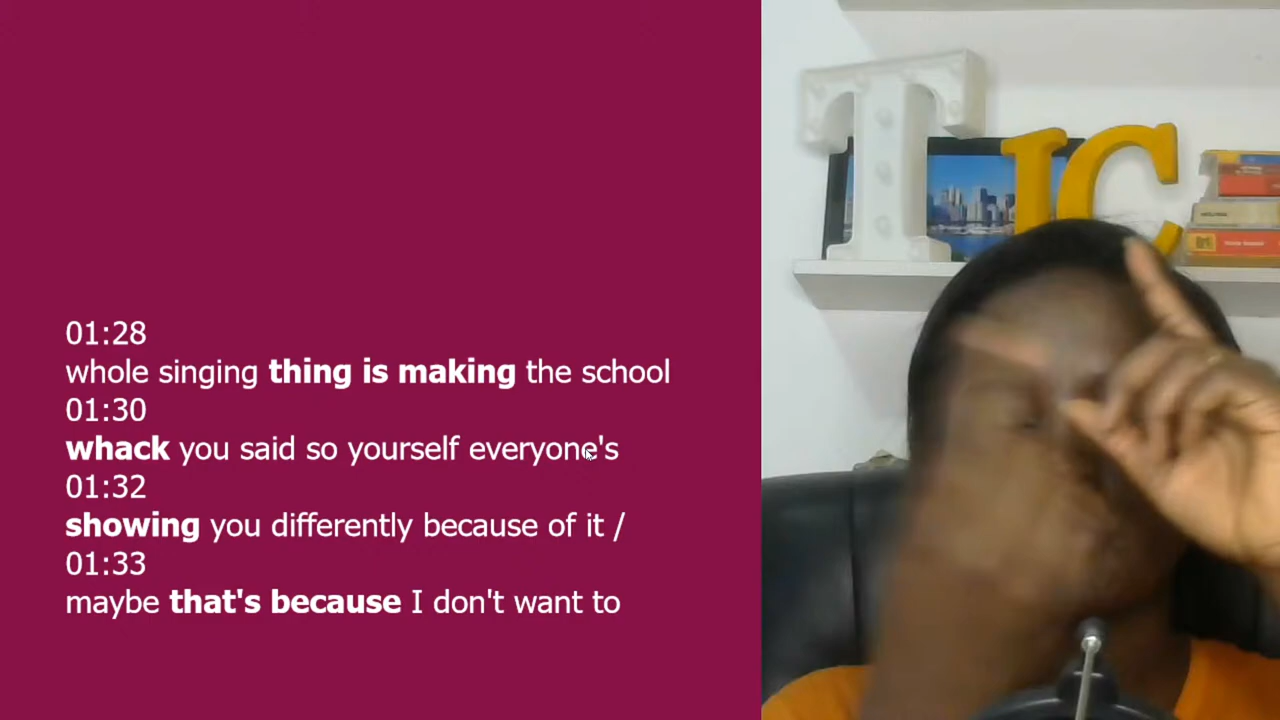 01:28
whole singing thing is making the school
01:30
whack you said so yourself everyone's
01:32
showing you differently because of it /
01:33
maybe that's because I don't want to
T IC